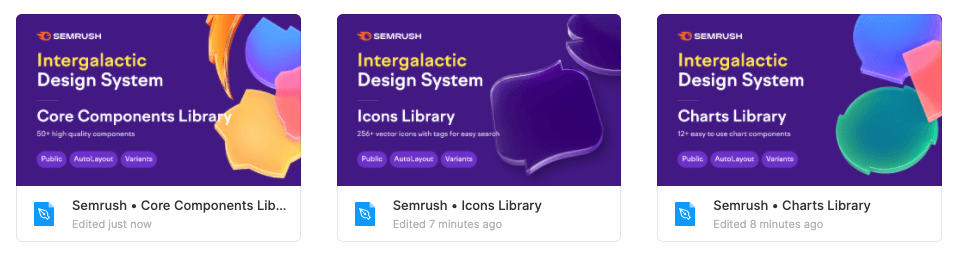 SEMRUSH
Intergalactic
Design System
Core Components Library
50+ high quality components
Public AutoLayout Variants
Semrush • Core Components Lib...
Edited just now
SEMRUSH
Intergalactic
Design System
Icons Library
256+ vector icons with tags for easy search
Public AutoLayout Variants
Semrush • Icons Library
Edited 7 minutes ago
SEMRUSH
Intergalactic
Design System
Charts Library
12+ easy to use chart components
Public AutoLayout Variants
Semrush • Charts Library
Edited 8 minutes ago